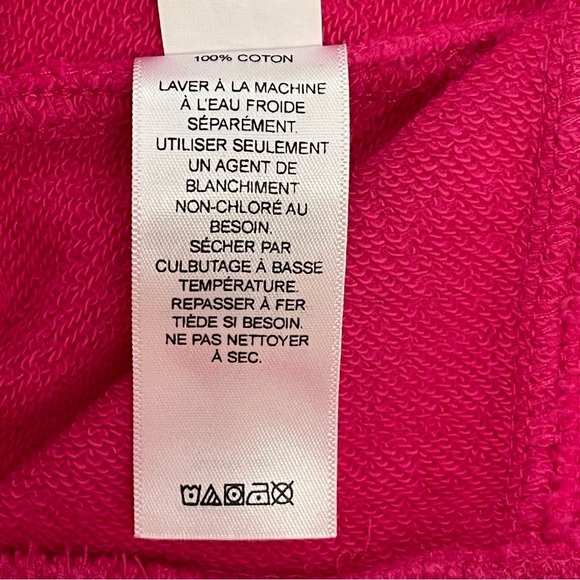 100% COTON
LAVER À LA MACHINE
À L'EAU FROIDE
SÉPARÉMENT.
UTILISER SEULEMENT
UN AGENT DE
BLANCHIMENT
NON-CHLORÉ AU
BESOIN.
SÉCHER PAR
CULBUTAGE À BASSE
TEMPÉRATURE.
REPASSER À FER
TIÈDE SI BESOIN.
NE PAS NETTOYER
À SEC.